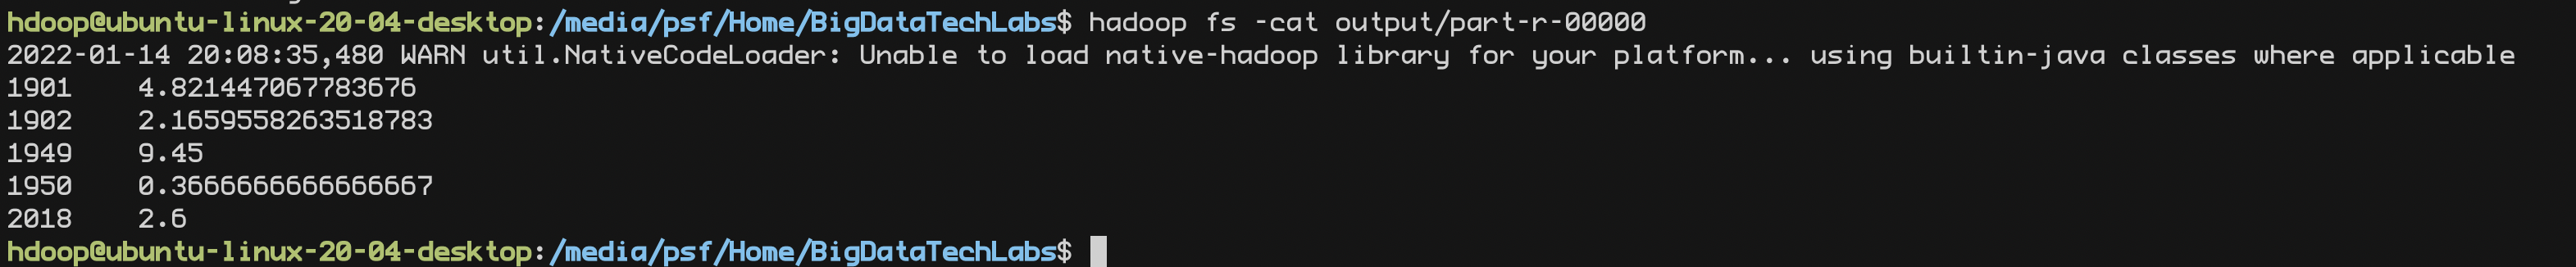 hdoop@ubuntu-linux-20-04-desktop:/media/psf/Home/BigDataTechLabs$ hadoop fs -cat output/part-r-00000
2022-01-14 20:08:35,480 WARN util.NativeCodeLoader: Unable to load native-hadoop library for your platform... using builtin-java classes where applicable
1901	4.821447067783676
1902	2.1659558263518783
1949	9.45
1950	0.3666666666666667
2018	2.6
hdoop@ubuntu-linux-20-04-desktop:/media/psf/Home/BigDataTechLabs$